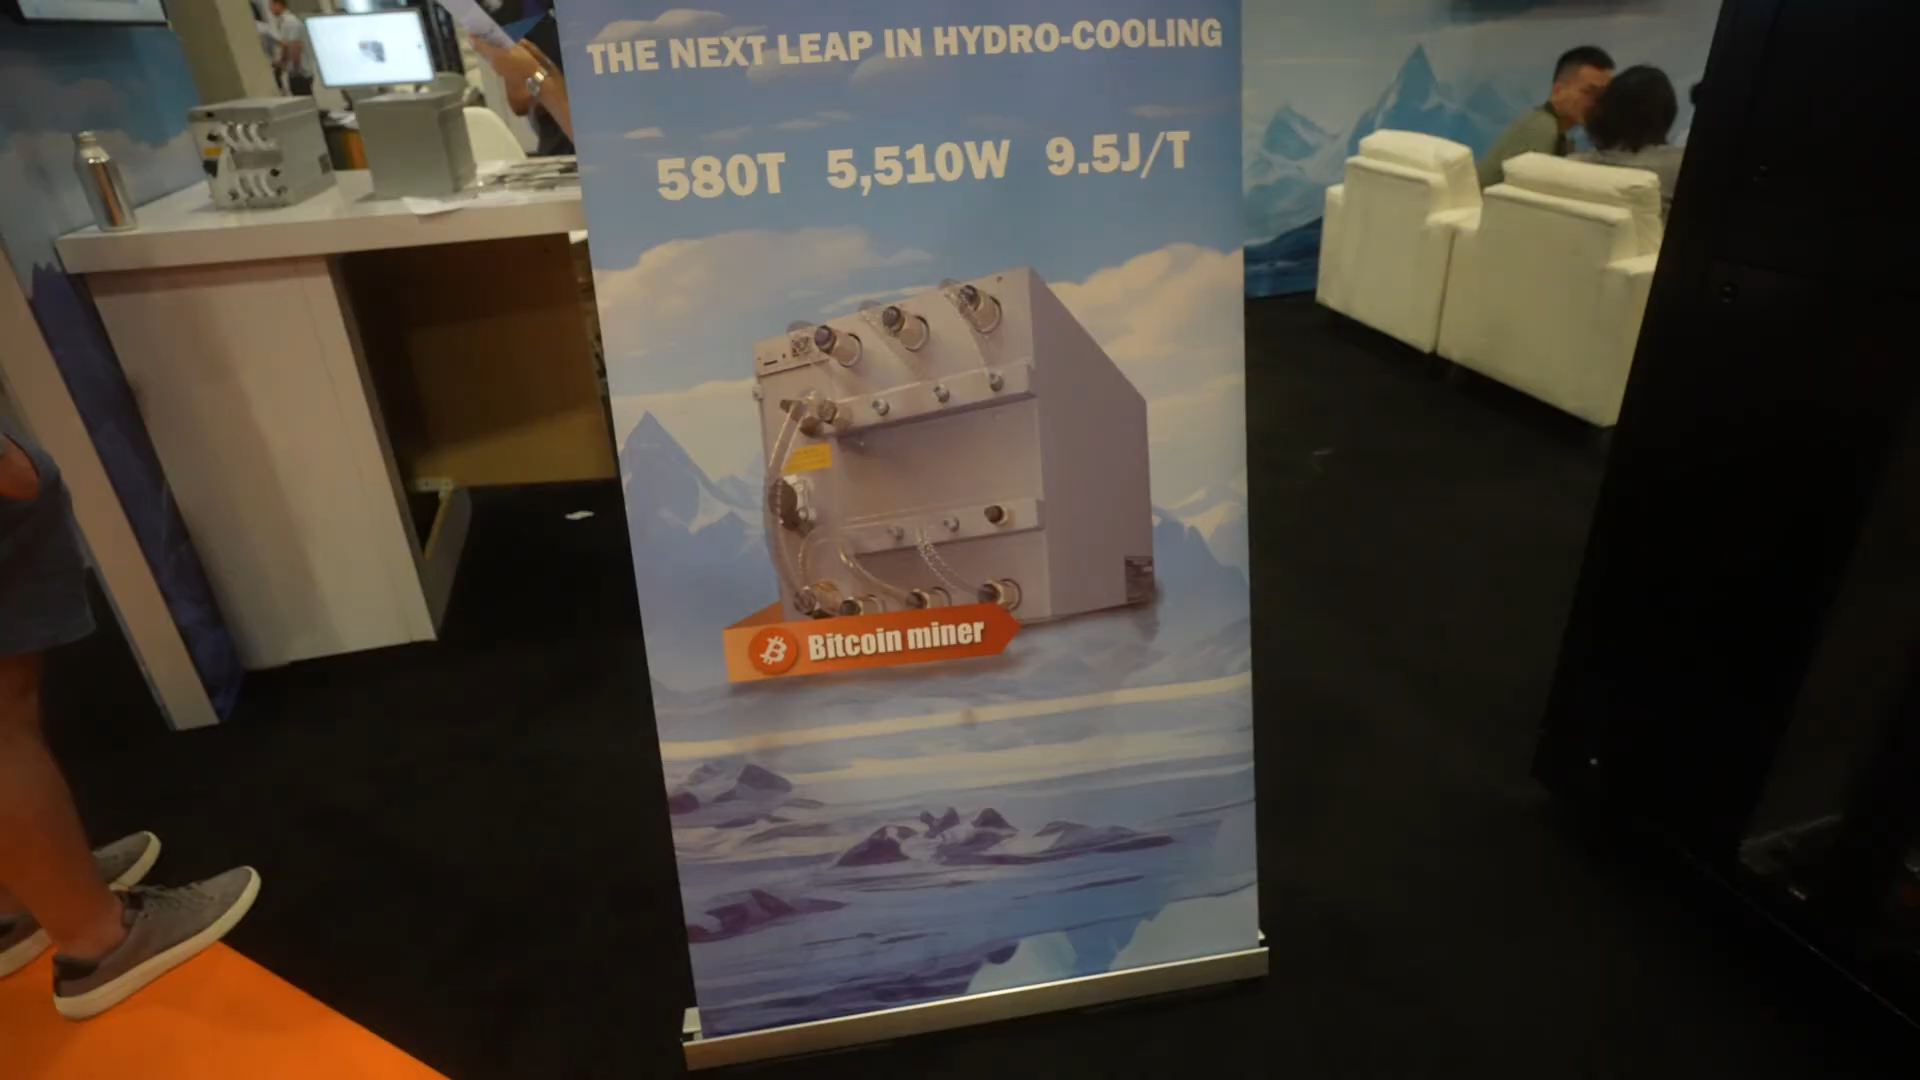 THE NEXT LEAP IN HYDRO-COOLING
580T 5,510W 9.5J/T
Bitcoin miner